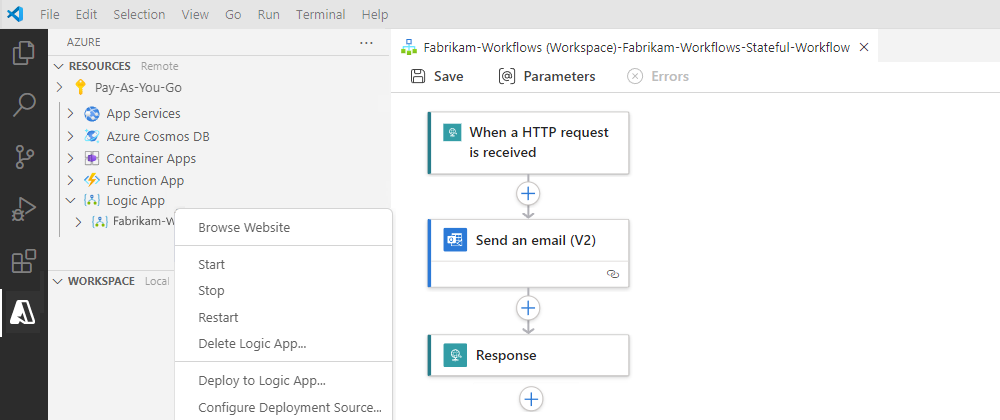 File Edit Selection View Go Run Terminal Help
AZURE
RESOURCES Remote
Pay-As-You-Go
App Services
Azure Cosmos DB
Container Apps
Function App
Logic App
Fabrikam-W
WORKSPACE Local
Browse Website
Start
Stop
Restart
Delete Logic App...
Deploy to Logic App...
Configure Deployment Source...
Fabrikam-Workflows (Workspace)-Fabrikam-Workflows-Stateful-Workflow
Save Parameters Errors
When a HTTP request
is received
Send an email (V2)
Response